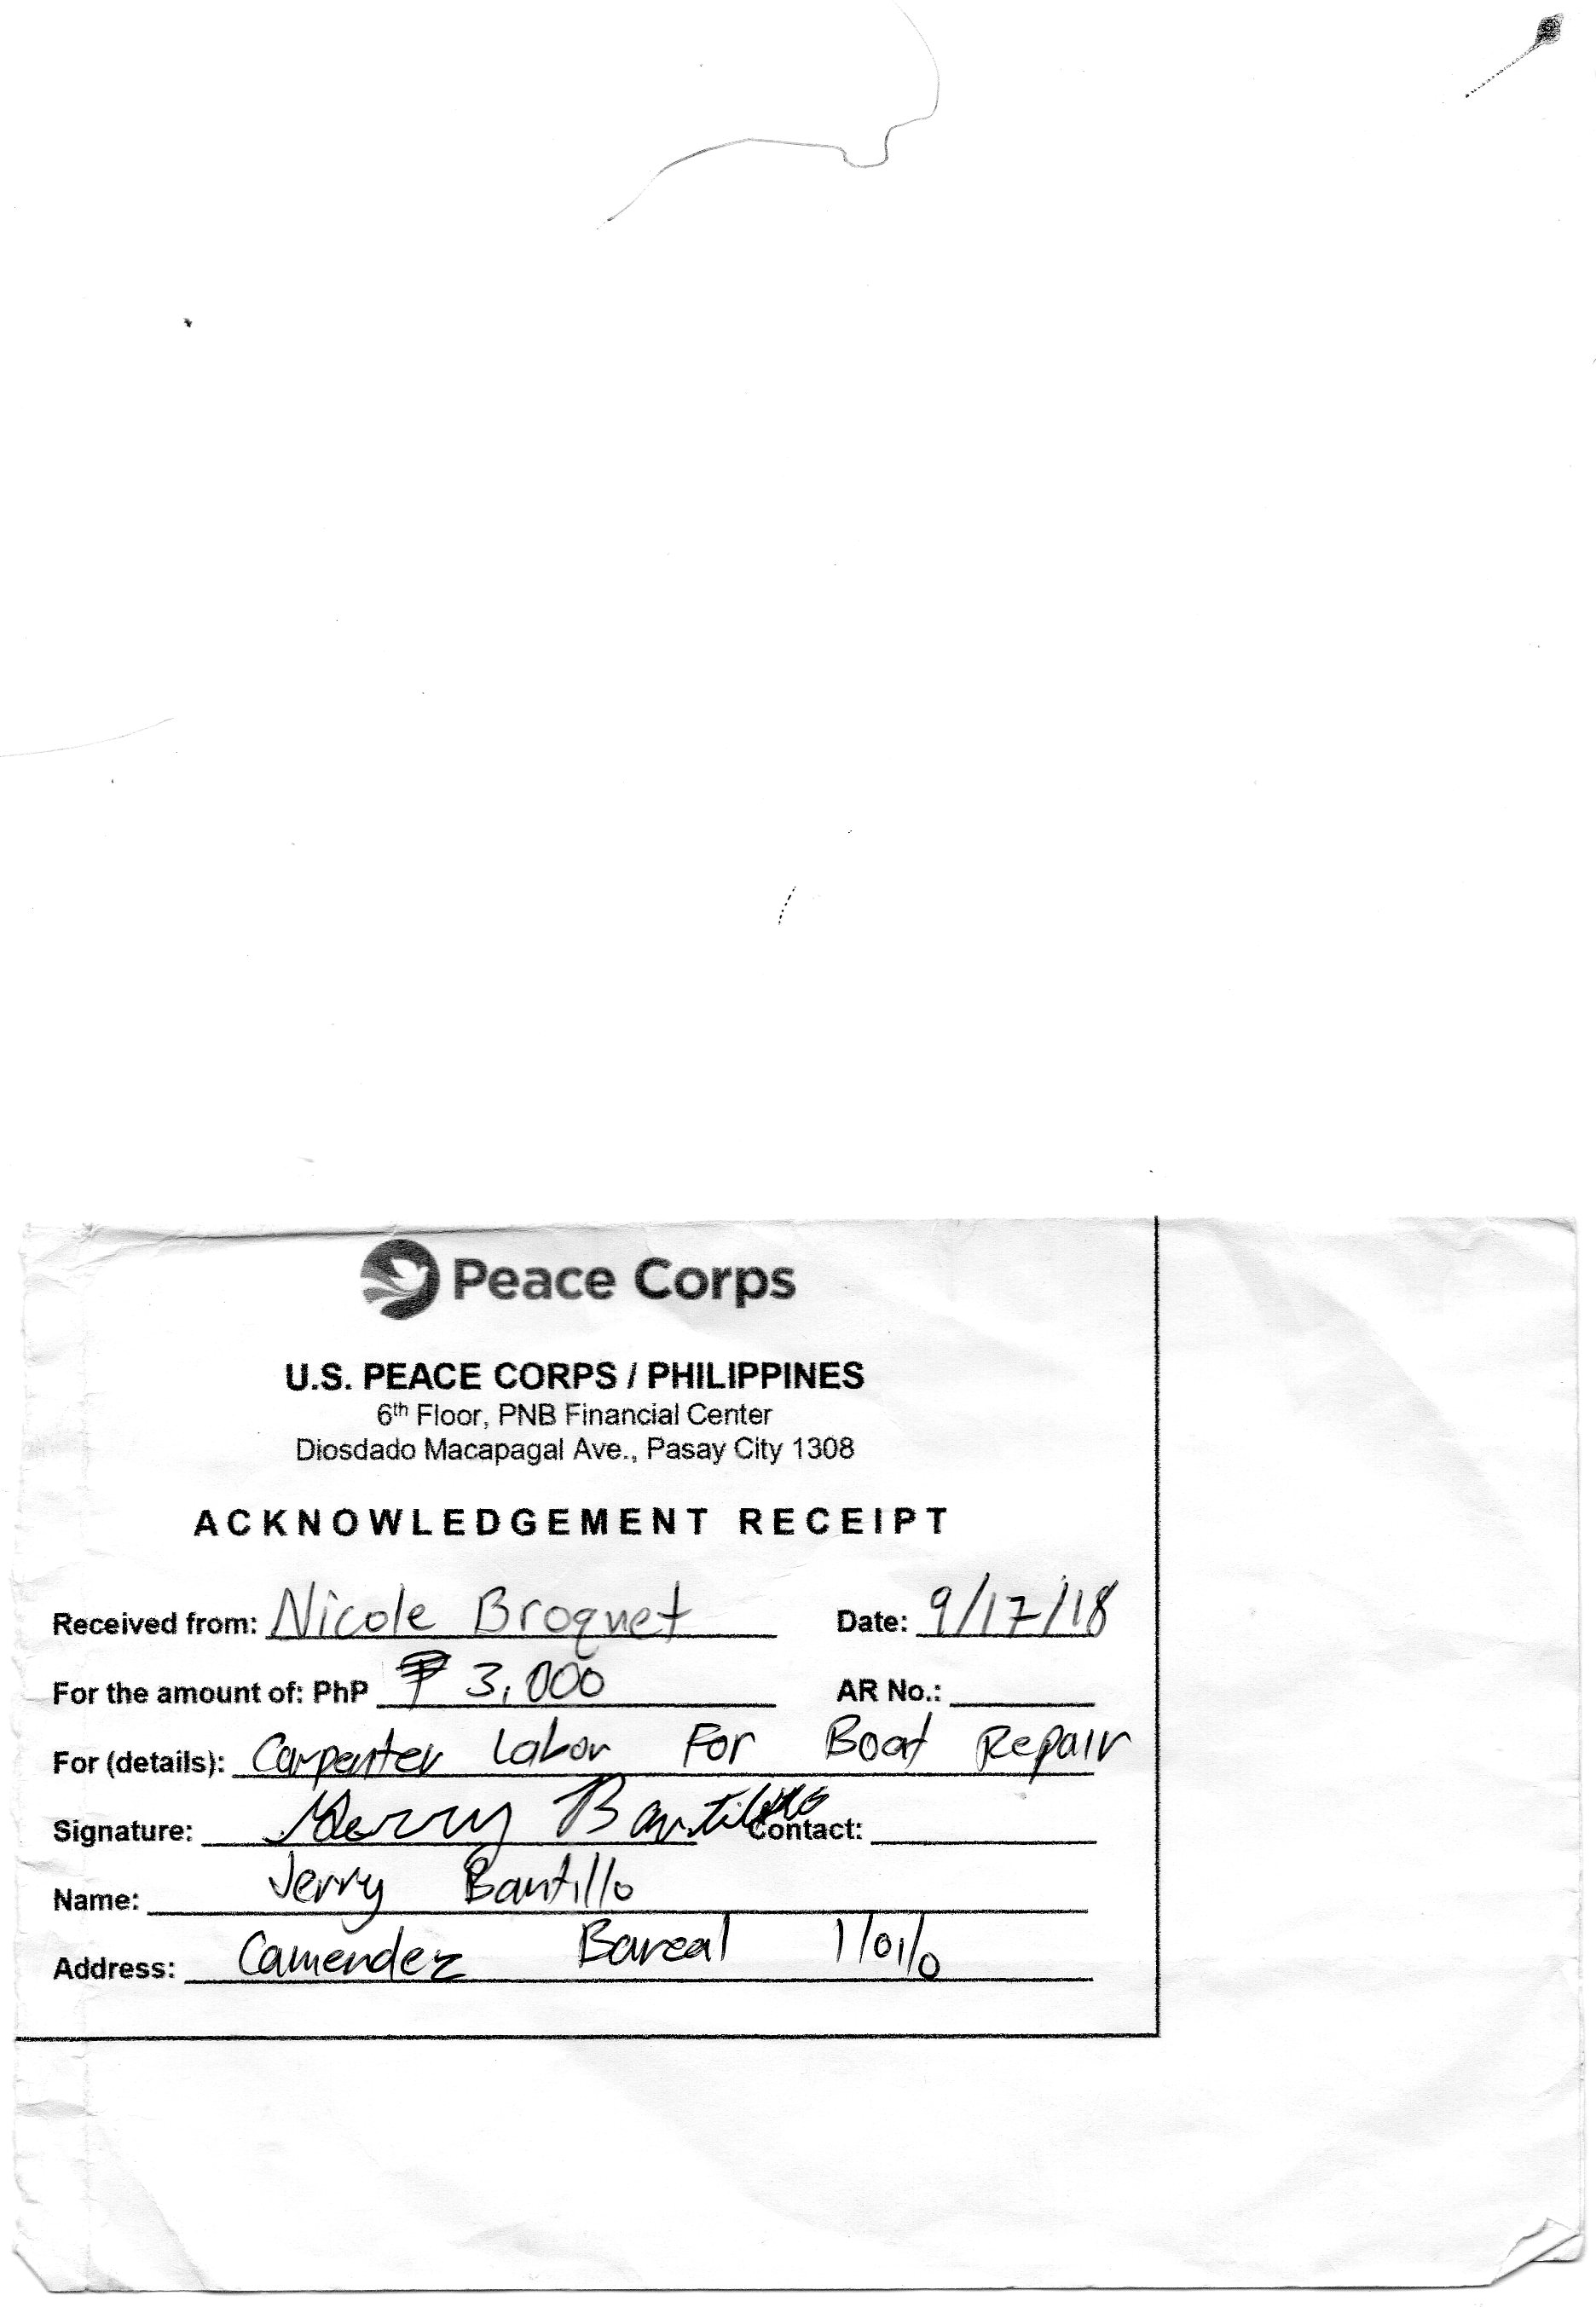 Peace Corps
U.S. PEACE CORPS / PHILIPPINES
6th Floor, PNB Financial Center
Diosdado Macapagal Ave., Pasay City 1308
ACKNOWLEDGEMENT RECEIPT
Received from: Nicole Broquet Date: 9/17/18
For the amount of: PhP ₱ 3,000 AR No.:
For (details): Carpenter Labor For Boat Repair
Signature: Jerry Bantillo Contact:
Name: Jerry Bantillo
Address: Camendez